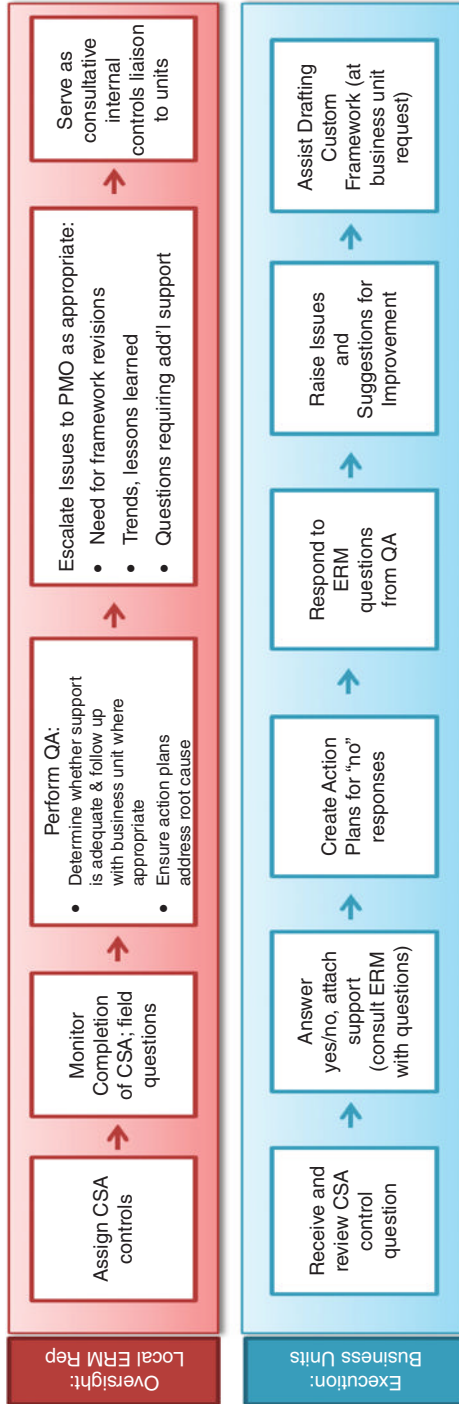 Oversight:
Local ERM Rep
Assign CSA
controls
Monitor
Completion
of CSA; field
questions
Perform QA:
• Determine whether support
is adequate & follow up
with business unit where
appropriate
• Ensure action plans
address root cause
Escalate Issues to PMO as appropriate:
• Need for framework revisions
• Trends, lessons learned
• Questions requiring add’l support
Serve as
consultative
internal
controls liaison
to units
Execution:
Business Units
Receive and
review CSA
control
question
Answer
yes/no, attach
support
(consult ERM
with questions)
Create Action
Plans for “no”
responses
Respond to
ERM
questions
from QA
Raise Issues
and
Suggestions for
Improvement
Assist Drafting
Custom
Framework (at
business unit
request)